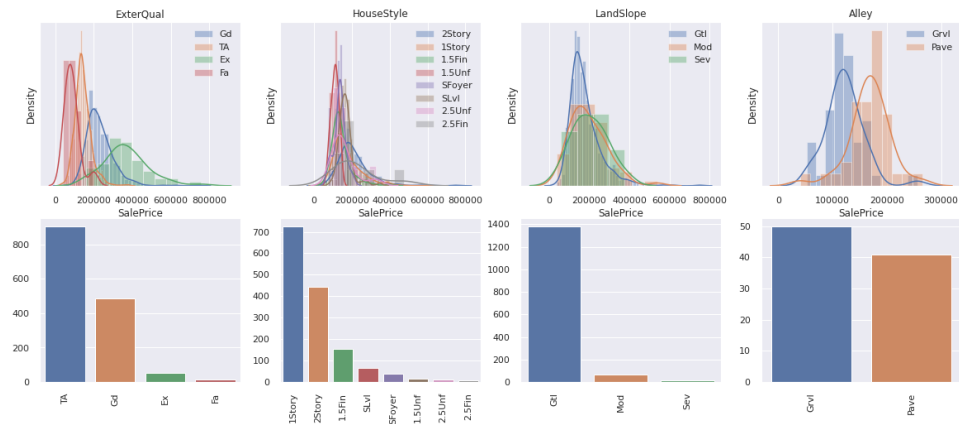 ExterQual
Density
Gd
TA
Ex
Fa
0 200000 400000 600000 800000
SalePrice
HouseStyle
Density
2Story
1Story
1.5Fin
1.5Unf
SFoyer
SLvl
2.5Unf
2.5Fin
0 200000 400000 600000 800000
SalePrice
LandSlope
Density
Gtl
Mod
Sev
0 200000 400000 600000 800000
SalePrice
Alley
Density
Grvl
Pave
0 100000 200000 300000
SalePrice
800
600
400
200
0
TA Gd Ex Fa
700
600
500
400
300
200
100
0
1Story 2Story 1.5Fin SLvl SFoyer 1.5Unf 2.5Unf 2.5Fin
1400
1200
1000
800
600
400
200
0
Gtl Mod Sev
50
40
30
20
10
0
Grvl Pave